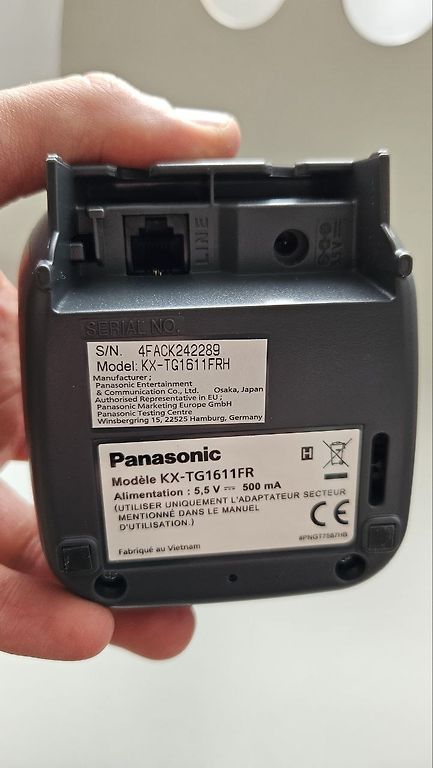 LINE
SERIAL NO.
S/N. 4FACK242289
Model: KX-TG1611FRH
Manufacturer ;
Panasonic Entertainment
& Communication Co., Ltd. Osaka, Japan
Authorised Representative in EU ;
Panasonic Marketing Europe GmbH
Panasonic Testing Centre
Winsbergring 15, 22525 Hamburg, Germany
Panasonic
H
Modèle KX-TG1611FR
Alimentation : 5,5 V 500 mA
(UTILISER UNIQUEMENT L'ADAPTATEUR SECTEUR
MENTIONNÉ DANS LE MANUEL
D'UTILISATION.)
CE
Fabriqué au Vietnam